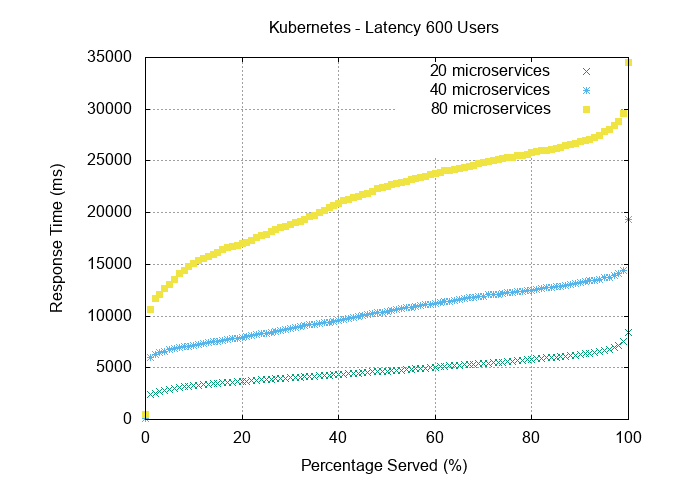 Kubernetes - Latency 600 Users
35000
30000
25000
20000
15000
10000
5000
0
Response Time (ms)
20 microservices
40 microservices
80 microservices
0 20 40 60 80 100
Percentage Served (%)